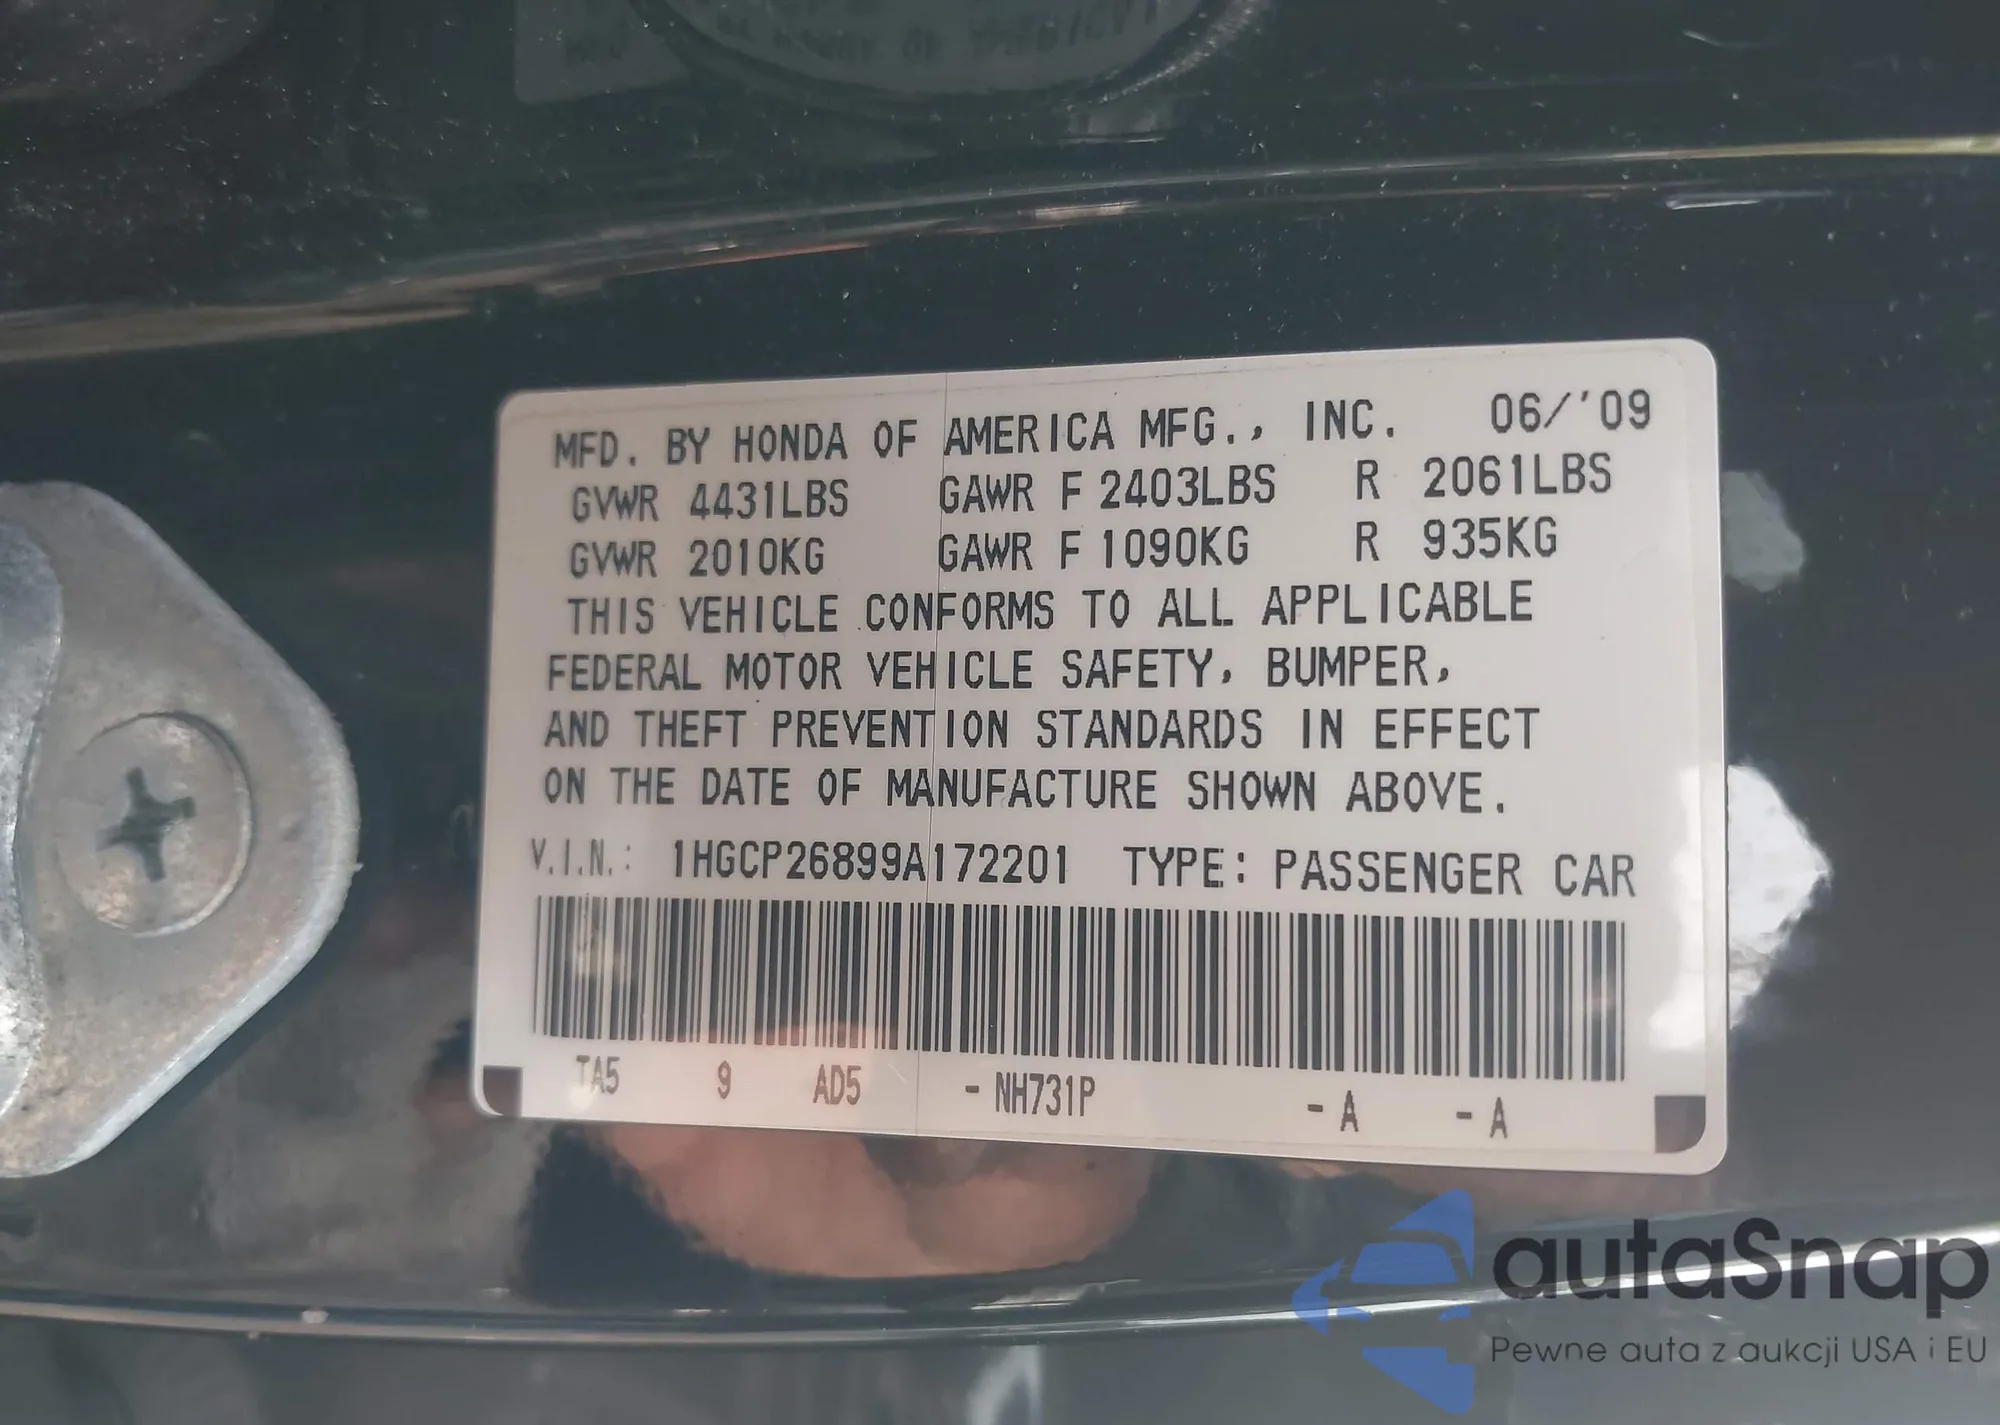 MFD. BY HONDA OF AMERICA MFG., INC. 06/'09
GVWR 4431LBS GAWR F 2403LBS R 2061LBS
GVWR 2010KG GAWR F 1090KG R 935KG
THIS VEHICLE CONFORMS TO ALL APPLICABLE
FEDERAL MOTOR VEHICLE SAFETY, BUMPER,
AND THEFT PREVENTION STANDARDS IN EFFECT
ON THE DATE OF MANUFACTURE SHOWN ABOVE.
V.I.N.: 1HGCP26899A172201 TYPE: PASSENGER CAR
TA5 9 AD5 -NH731P -A -A
autaSnap
Pewne auta z aukcji USA i EU